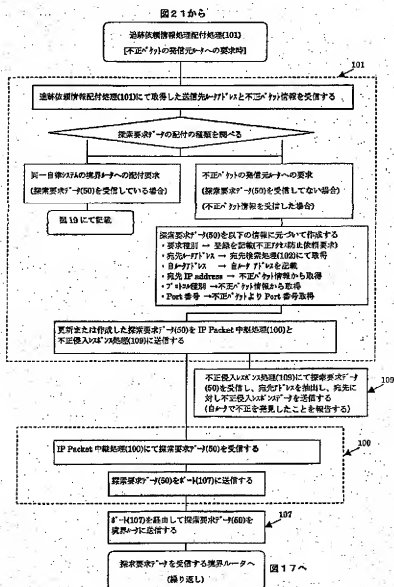 図21から
追跡依頼情報処理配付処理(101)
[不正パケットの発信元ルータへの要求時]
101
追跡依頼情報配付処理(101)にて取得した送信先ルータアドレスと不正パケット情報を受信する
探索要求データの配付の種類を調べる
同一自律システムの境界ルータへの配付要求
(探索要求データ(50)を受信している場合)
不正パケットの発信元ルータへの要求
(探索要求データ(50)を受信してない場合)
(不正パケット情報を受信した場合)
図19にて記載
探索要求データ(50)を以下の情報に元づいて作成する
・要求種別 → 登録を記載(不正アクセス防止依頼要求)
・宛先ルータアドレス → 宛先検索処理(102)にて取得
・自ルータアドレス → 自ルータアドレスを記載
・宛先 IP address → 不正パケット情報から取得
・プロトコル種別 →不正パケット情報から取得
・Port 番号 →不正パケットより Port 番号取得
更新または作成した探索要求データ(50)を IP Packet 中継処理(100)と
不正侵入レスポンス処理(109)に送信する
不正侵入レスポンス処理(109)にて探索要求データ
(50)を受信し、宛先アドレスを抽出し、宛先に
対し不正侵入レスポンスデータを送信する
(自ルータで不正を発見したことを報告する)
109
100
IP Packet 中継処理(100)にて探索要求データ(50)を受信する
探索要求データ(50)をポート(107)に送信する
107
ポート(107)を経由して探索要求データ(50)を
境界ルータに送信する
探索要求データを受信する境界ルータへ
(繰り返し)
図17へ